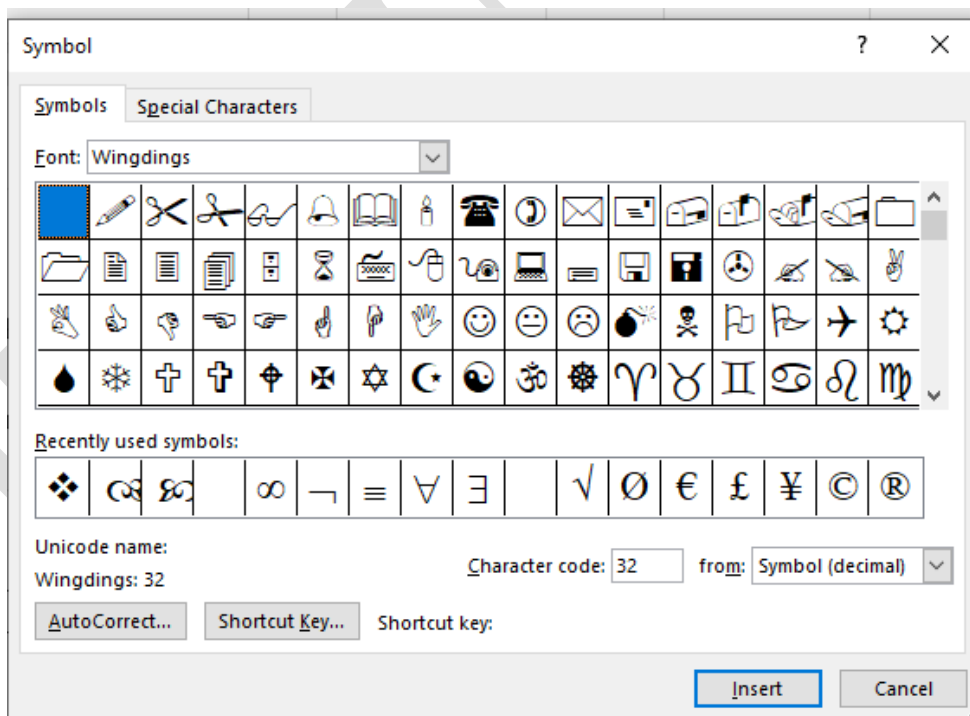 Symbol ? ×
Symbols Special Characters
Font: Wingdings
Recently used symbols:
∞ ¬ ≡ ∀ ∃ √ Ø € £ ¥ © ®
Unicode name:
Wingdings: 32
Character code: 32 from: Symbol (decimal)
AutoCorrect... Shortcut Key... Shortcut key:
Insert Cancel